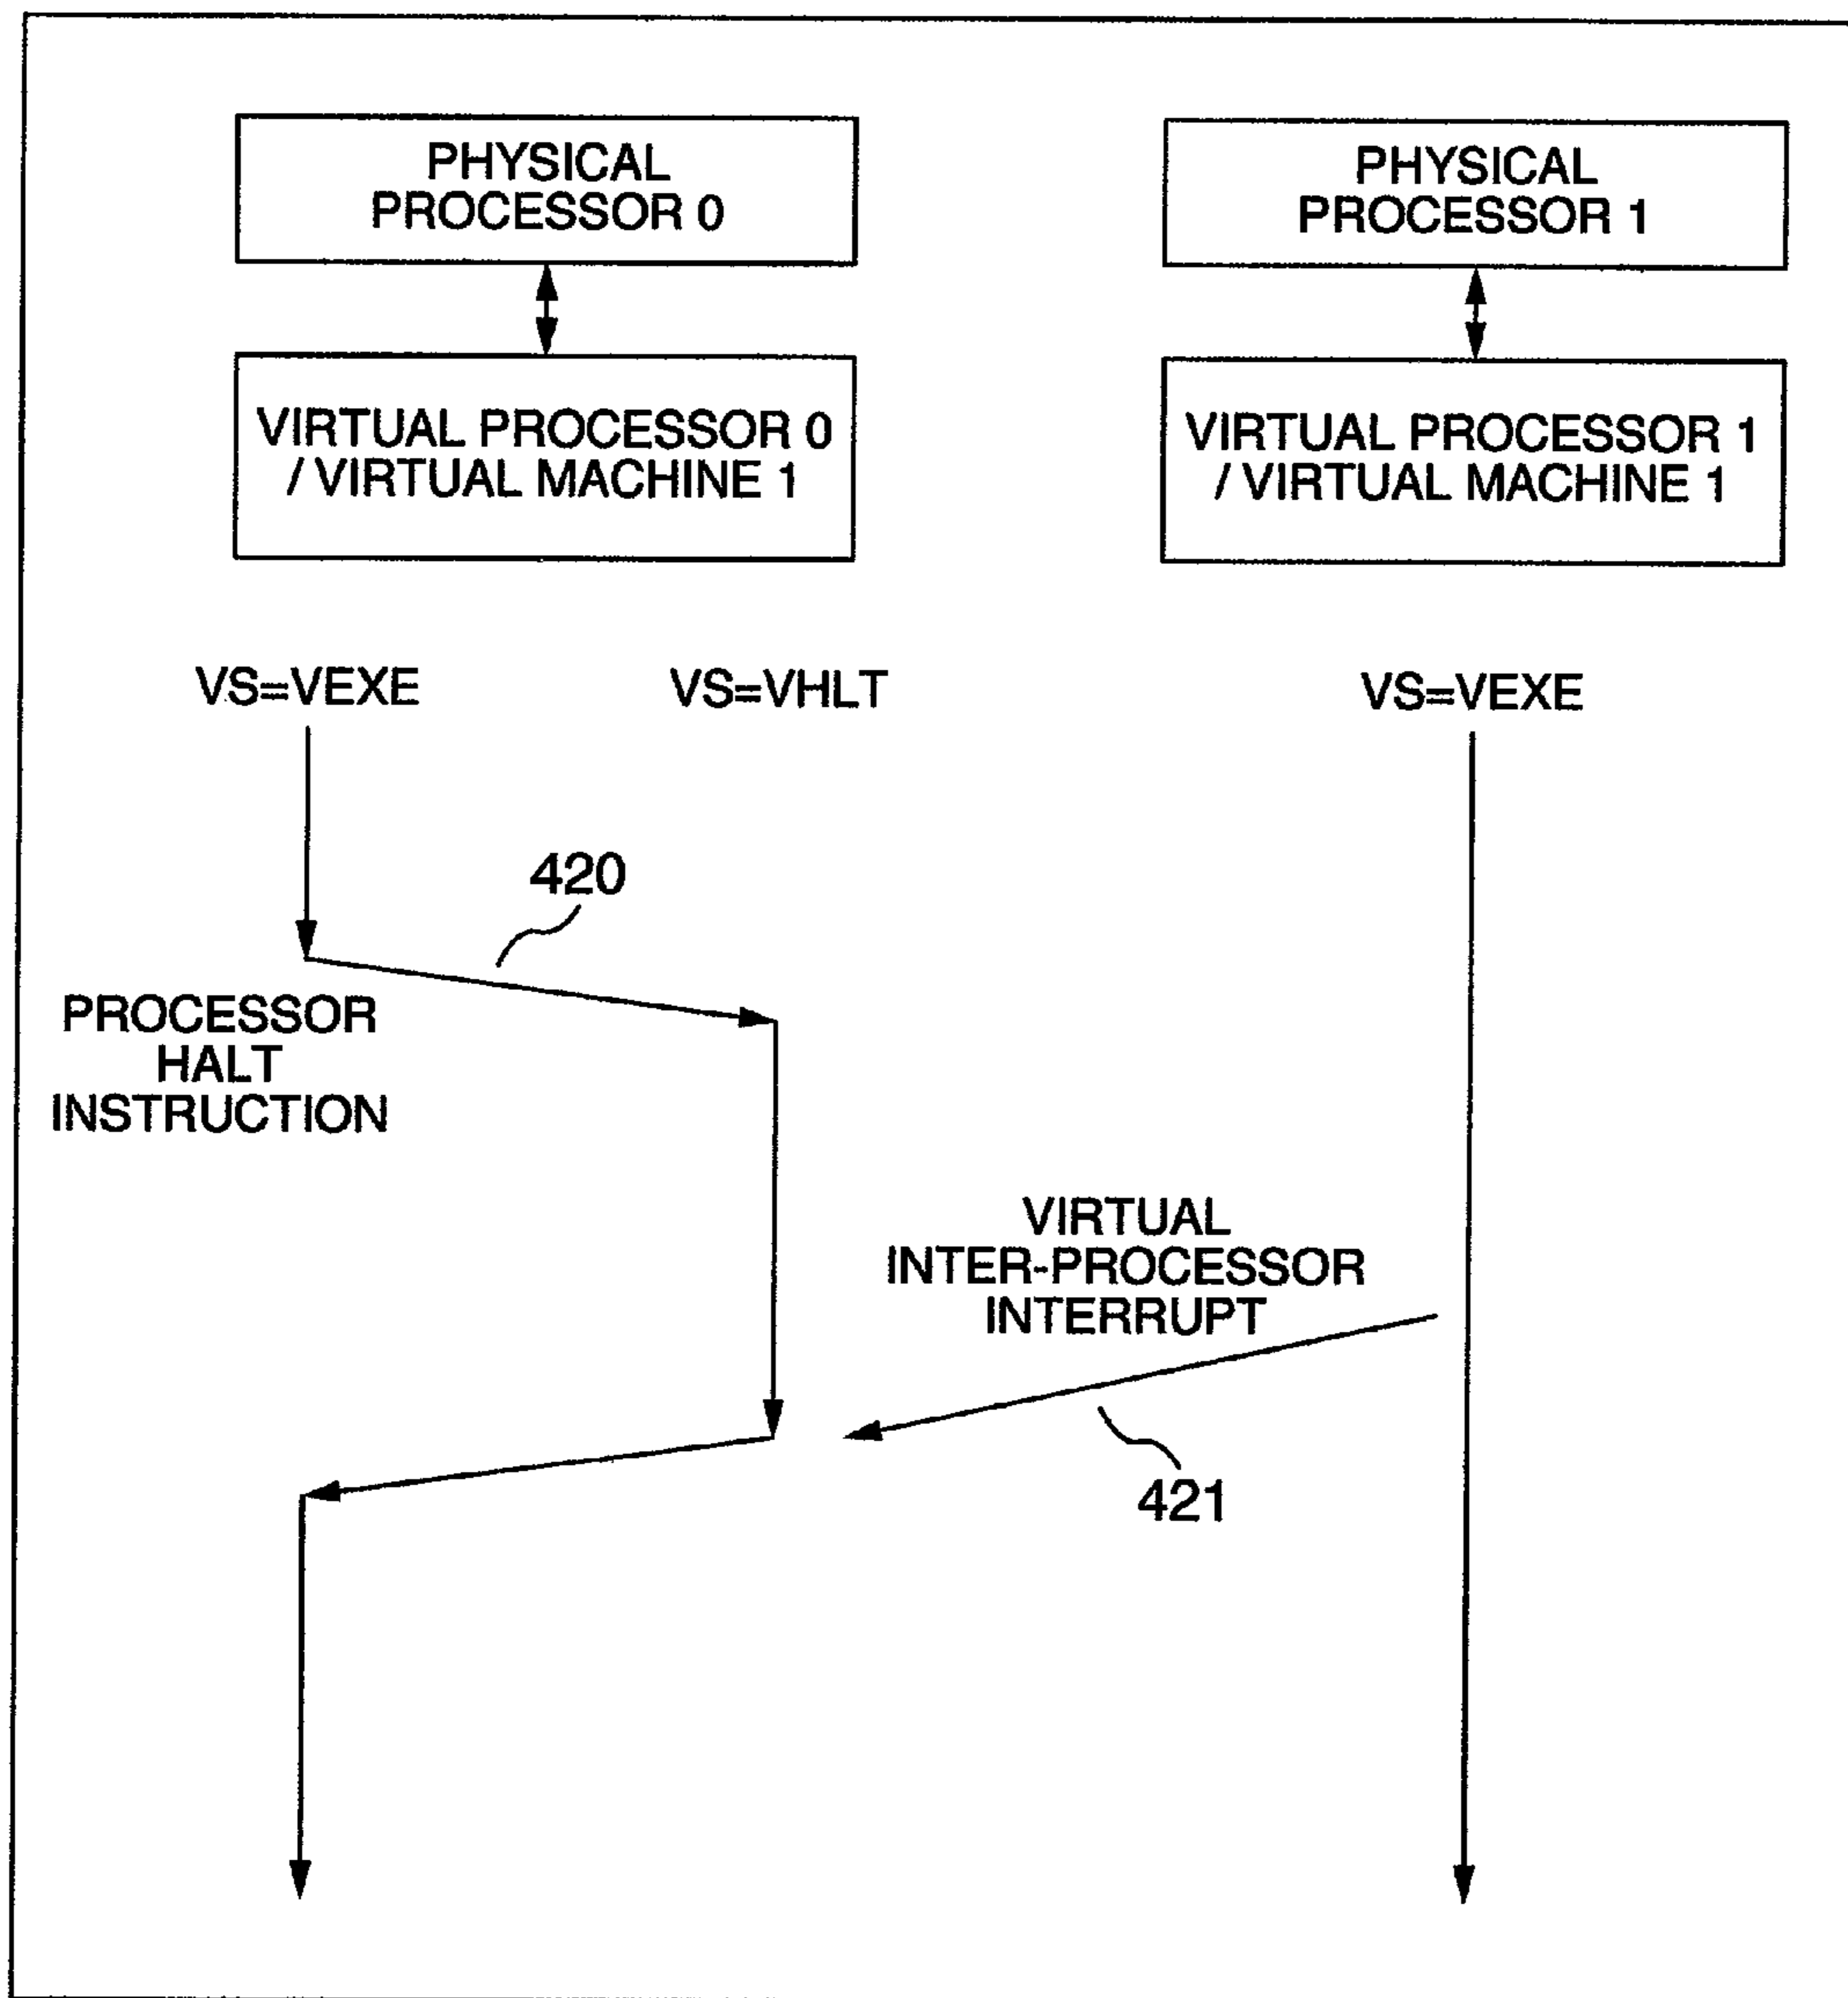 PHYSICAL
PROCESSOR 0
PHYSICAL
PROCESSOR 1
VIRTUAL PROCESSOR 0
/ VIRTUAL MACHINE 1
VIRTUAL PROCESSOR 1
/ VIRTUAL MACHINE 1
VS=VEXE
VS=VHLT
VS=VEXE
420
PROCESSOR
HALT
INSTRUCTION
VIRTUAL
INTER-PROCESSOR
INTERRUPT
421